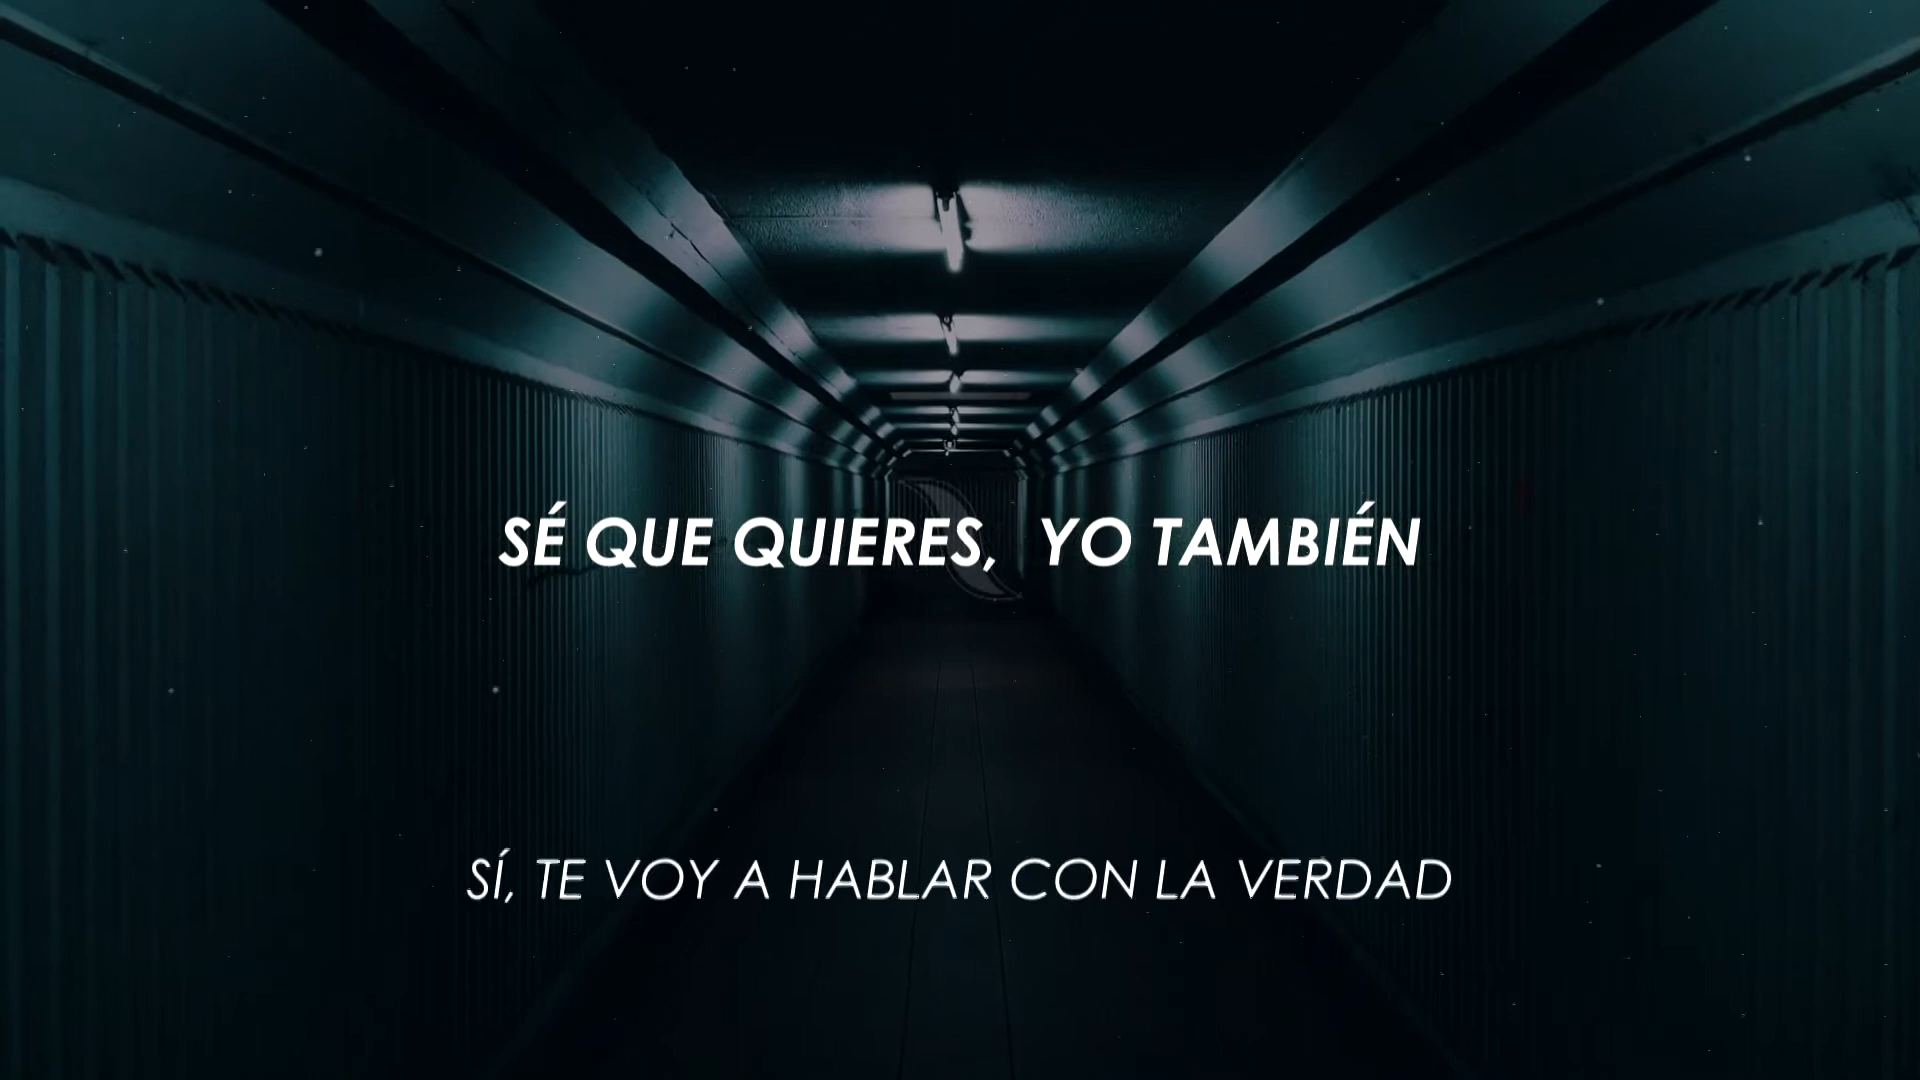 SÉ QUE QUIERES,  YO TAMBIÉN
SÍ, TE VOY A HABLAR CON LA VERDAD